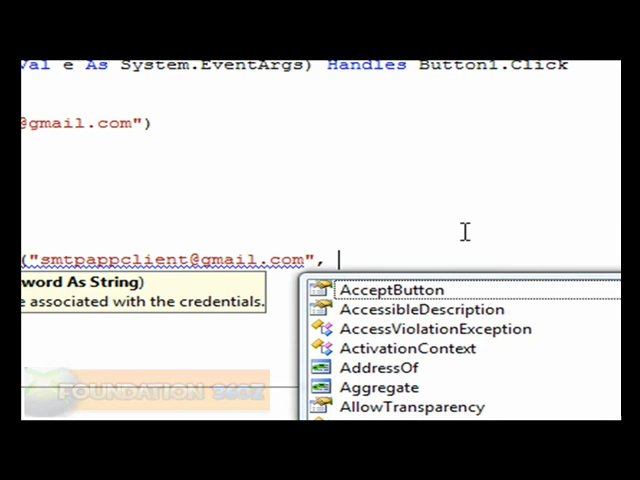 Val e As System.EventArgs) Handles Button1.Click
@gmail.com")
("smtpappclient@gmail.com",
word As String)
e associated with the credentials.
AcceptButton
AccessibleDescription
AccessViolationException
ActivationContext
AddressOf
Aggregate
AllowTransparency
FOUNDATION